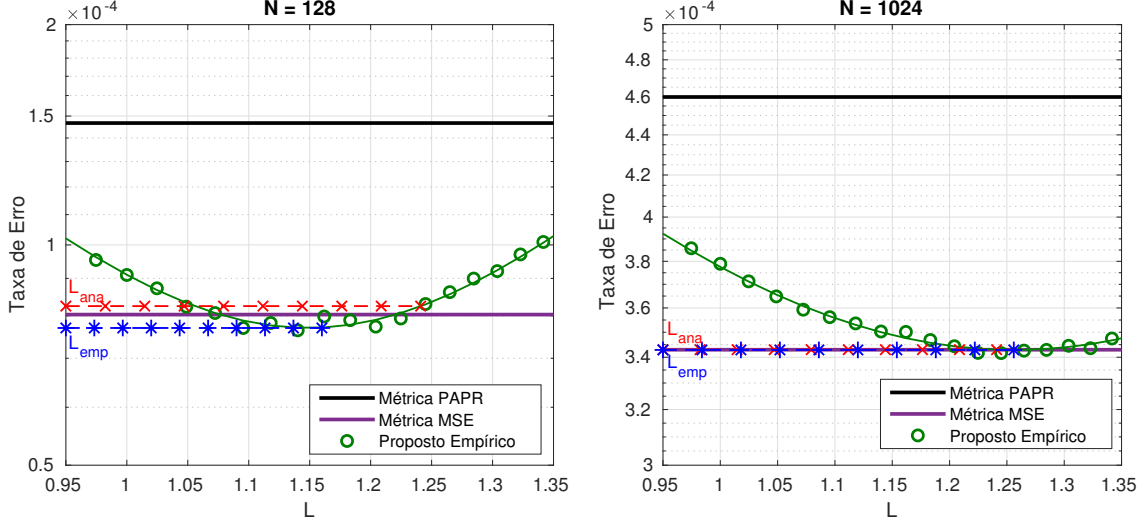 ×10⁻⁴
N = 128
2
1.5
1
0.5
Taxa de Erro
L_ana
L_emp
Métrica PAPR
Métrica MSE
Proposto Empírico
0.95 1 1.05 1.1 1.15 1.2 1.25 1.3 1.35
L
×10⁻⁴
N = 1024
5
4.8
4.6
4.4
4.2
4
3.8
3.6
3.4
3.2
3
Taxa de Erro
L_ana
L_emp
Métrica PAPR
Métrica MSE
Proposto Empírico
0.95 1 1.05 1.1 1.15 1.2 1.25 1.3 1.35
L